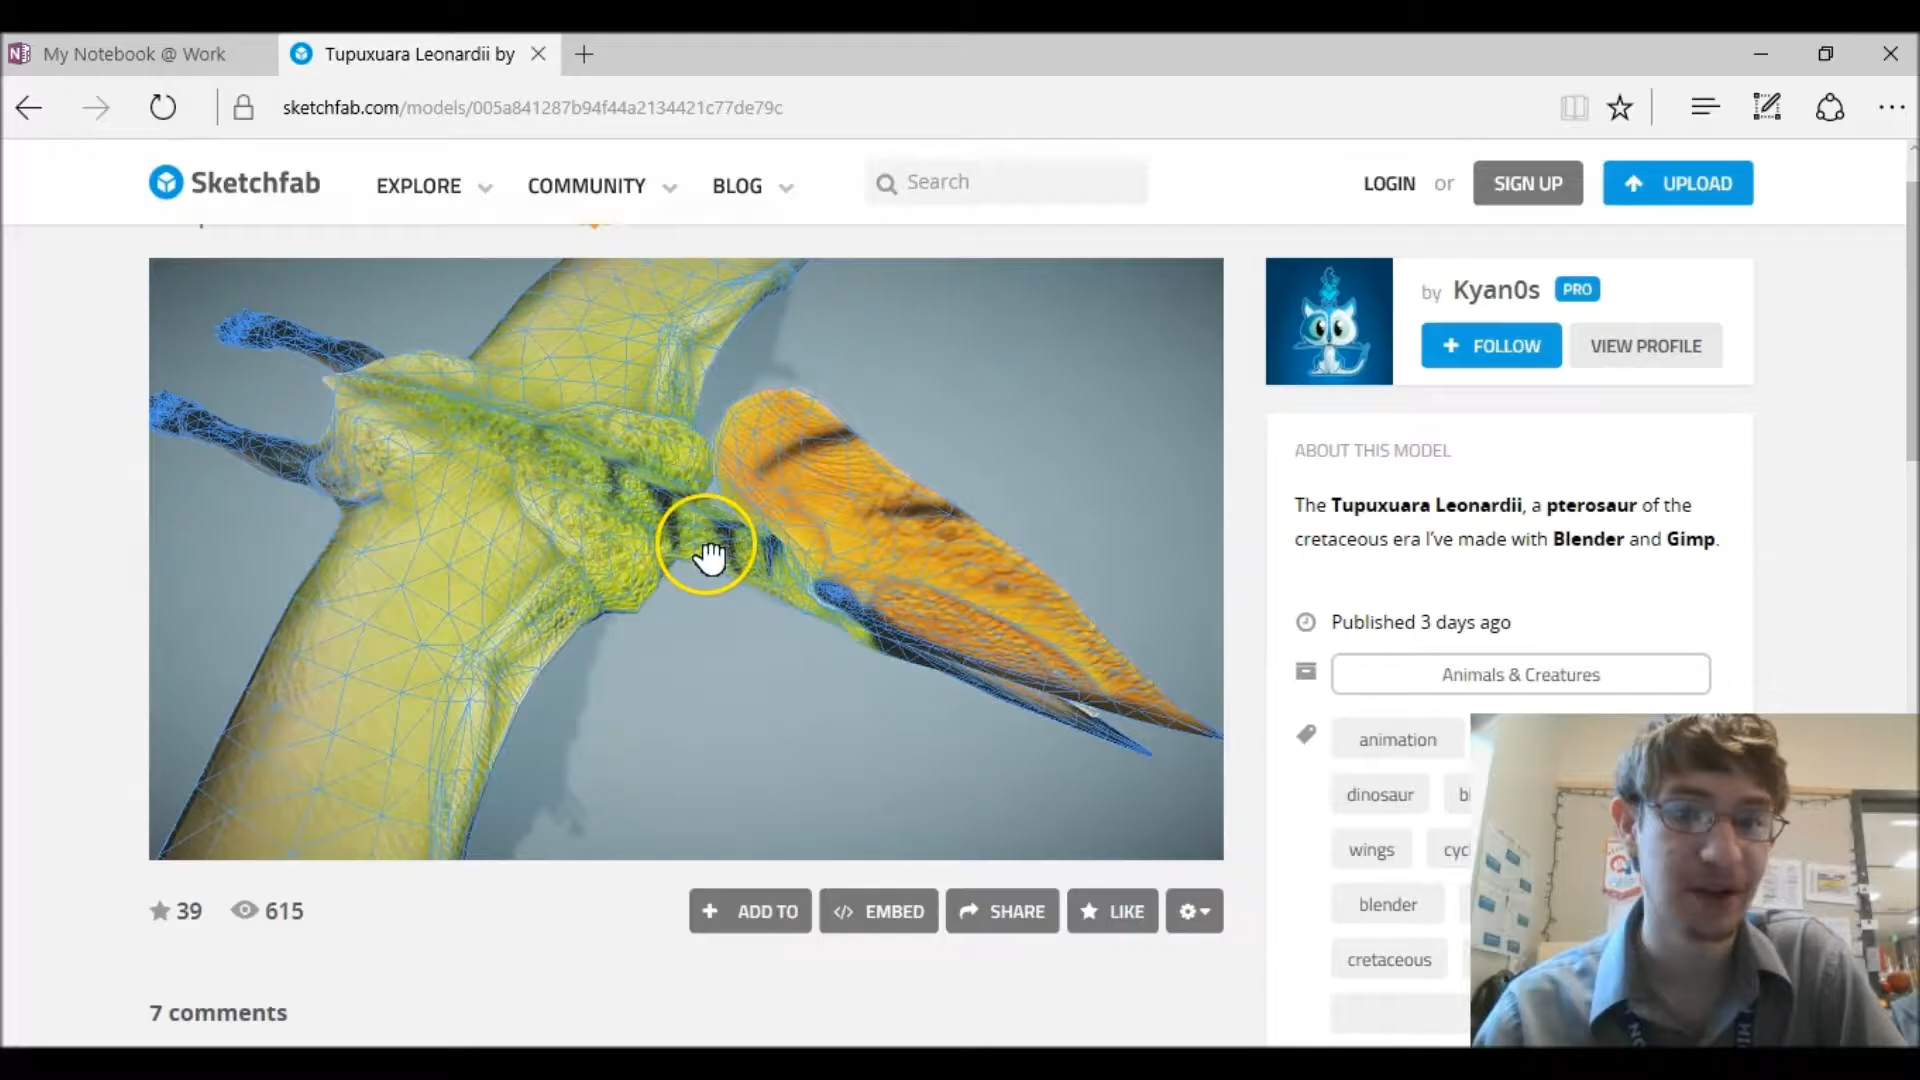 My Notebook @ Work
Tupuxuara Leonardii by
sketchfab.com/models/005a841287b94f44a2134421c77de79c
Sketchfab
EXPLORE
COMMUNITY
BLOG
Search
LOGIN or
SIGN UP
UPLOAD
by Kyan0s PRO
FOLLOW
VIEW PROFILE
ABOUT THIS MODEL
The Tupuxuara Leonardii, a pterosaur of the
cretaceous era I've made with Blender and Gimp.
Published 3 days ago
Animals & Creatures
animation
dinosaur
wings
blender
cretaceous
39
615
ADD TO
EMBED
SHARE
LIKE
7 comments